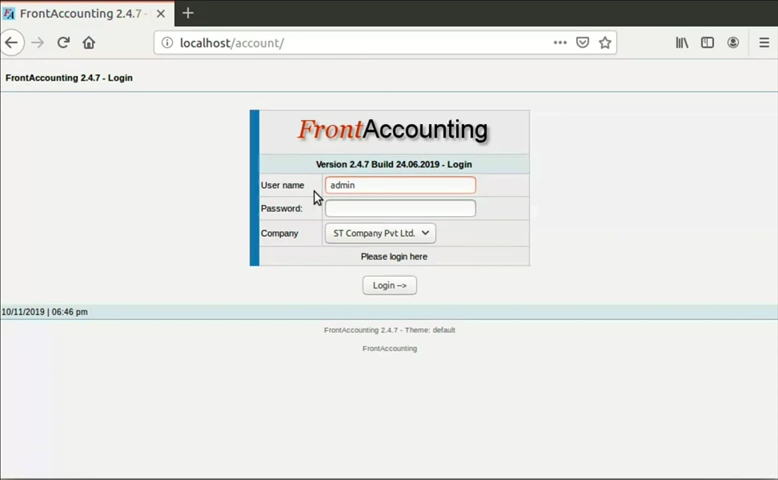 FrontAccounting 2.4.7 -
localhost/account/
FrontAccounting 2.4.7 - Login
FrontAccounting
Version 2.4.7 Build 24.06.2019 - Login
User name admin
Password:
Company ST Company Pvt Ltd.
Please login here
Login -->
10/11/2019 | 06:46 pm
FrontAccounting 2.4.7 - Theme: default
FrontAccounting